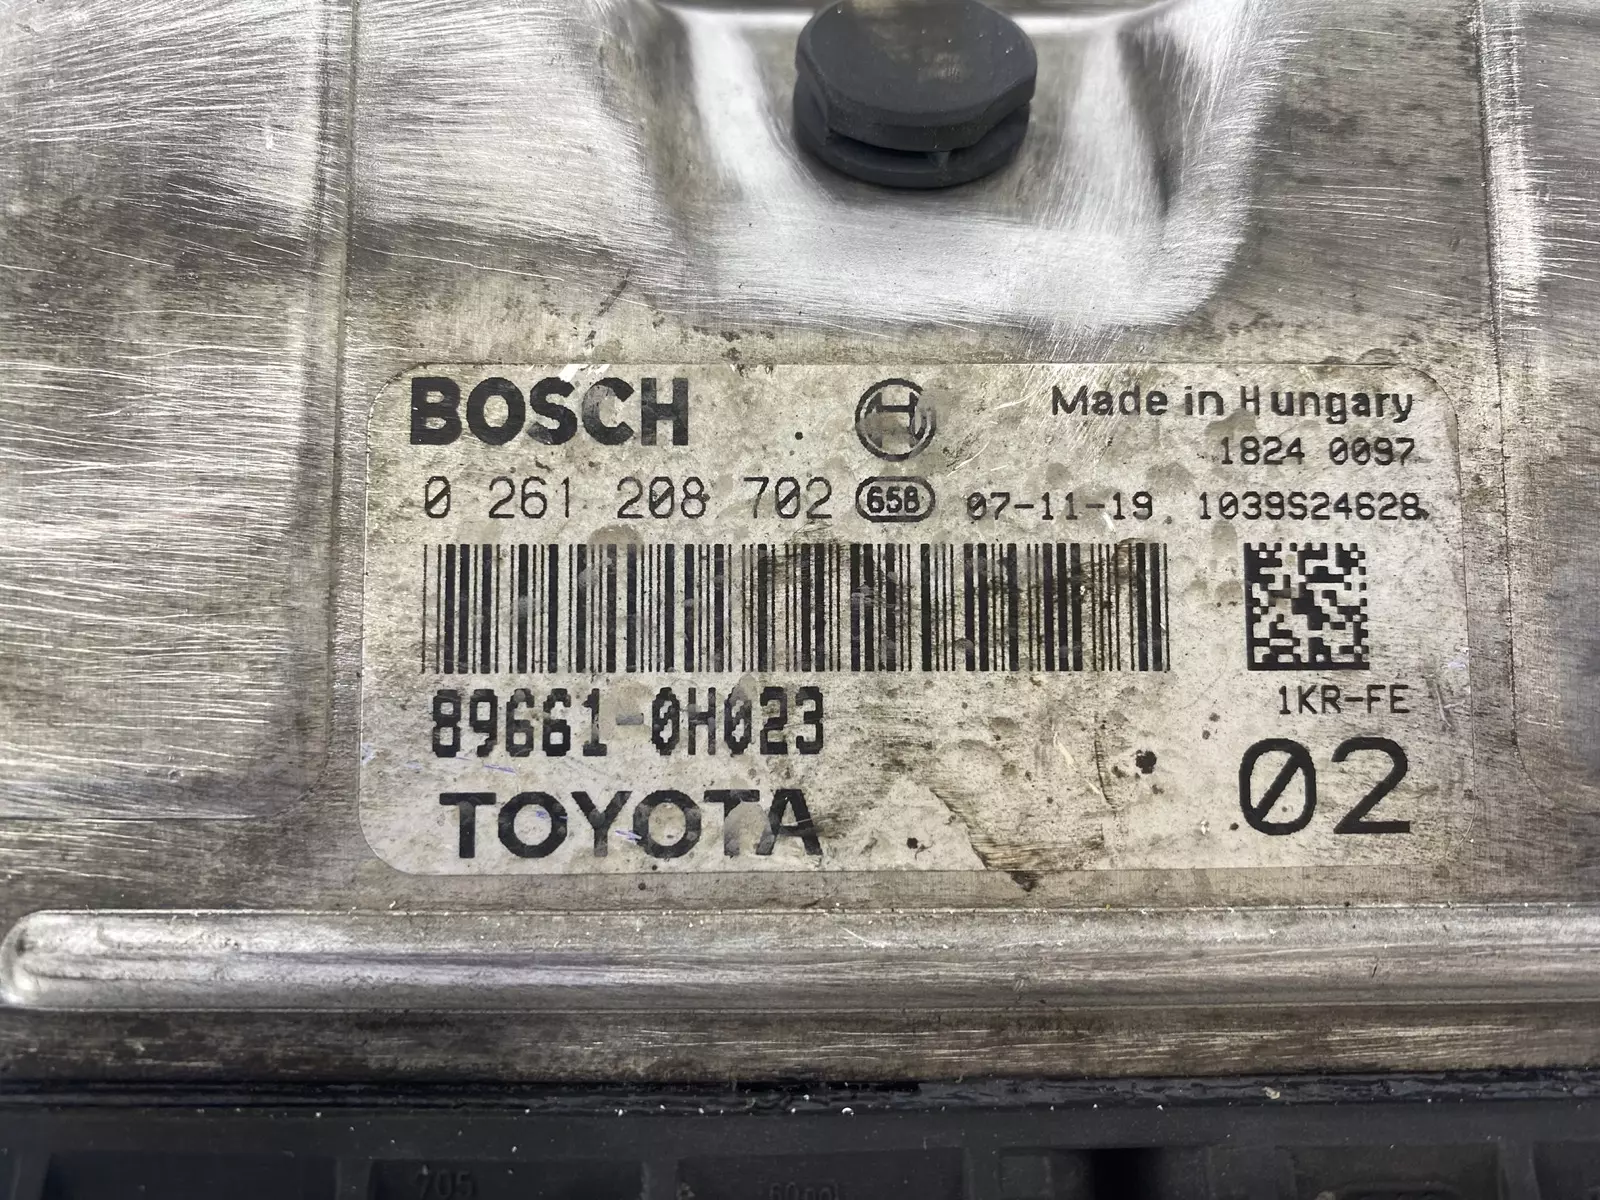 BOSCH
Made in Hungary
1824 0097
0 261 208 702 658 07-11-19 1039S24628
89661-0H023
1KR-FE
TOYOTA
02
705